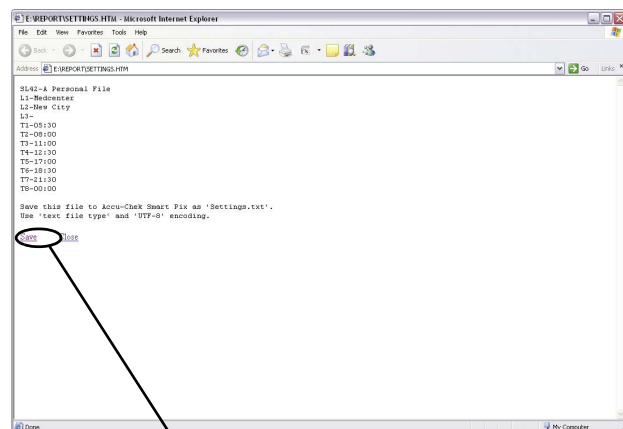 E:\REPORT\SETTINGS.HTM - Microsoft Internet Explorer
File Edit View Favorites Tools Help
Back Search Favorites
Address E:\REPORT\SETTINGS.HTM Go Links
SL42-A Personal File
L1-Medcenter
L2-New City
L3-
T1-05:30
T2-08:00
T3-11:00
T4-12:30
T5-17:00
T6-18:30
T7-21:30
T8-00:00
Save this file to Accu-Chek Smart Pix as 'Settings.txt'.
Use 'text file type' and 'UTF-8' encoding.
Save Close
Done My Computer